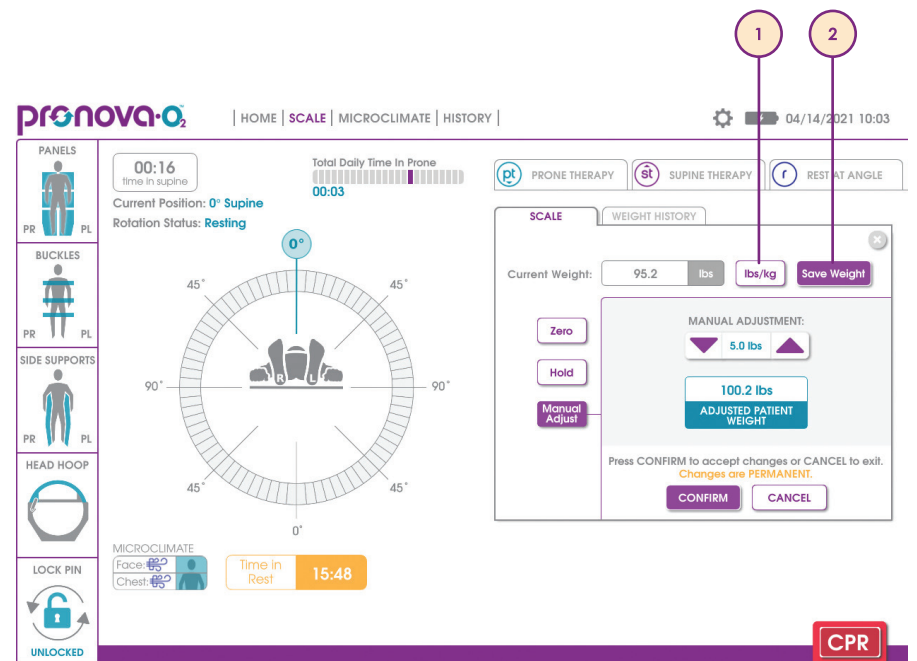 1 2
pronova·O2
HOME | SCALE | MICROCLIMATE | HISTORY |
04/14/2021 10:03
PANELS
PR PL
BUCKLES
PR PL
SIDE SUPPORTS
PR PL
HEAD HOOP
LOCK PIN
UNLOCKED
00:16
time in supine
Total Daily Time In Prone
00:03
Current Position: 0° Supine
Rotation Status: Resting
0°
45° 45°
90° 90°
R L
45° 45°
0°
MICROCLIMATE
Face:
Chest:
Time in
Rest
15:48
pt PRONE THERAPY
st SUPINE THERAPY
r REST AT ANGLE
SCALE
WEIGHT HISTORY
Current Weight: 95.2 lbs lbs/kg Save Weight
Zero
Hold
Manual
Adjust
MANUAL ADJUSTMENT:
5.0 lbs
100.2 lbs
ADJUSTED PATIENT
WEIGHT
Press CONFIRM to accept changes or CANCEL to exit.
Changes are PERMANENT.
CONFIRM CANCEL
CPR